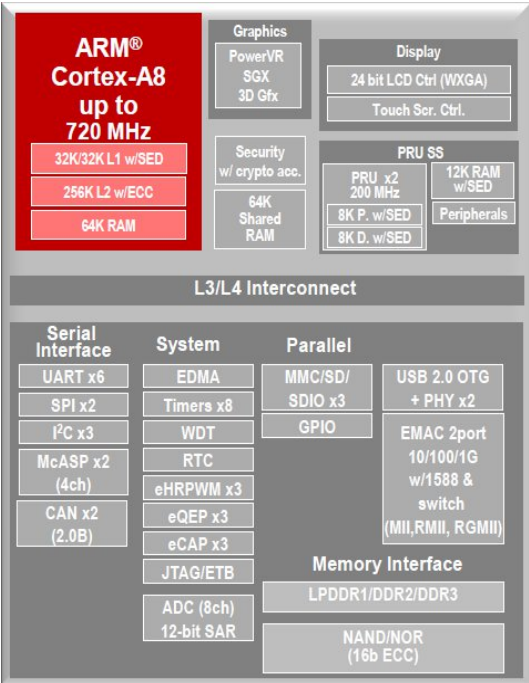 ARM®
Cortex-A8
up to
720 MHz
32K/32K L1 w/SED
256K L2 w/ECC
64K RAM
Graphics
PowerVR
SGX
3D Gfx
Security
w/ crypto acc.
64K
Shared
RAM
Display
24 bit LCD Ctrl (WXGA)
Touch Scr. Ctrl.
PRU SS
PRU x2
200 MHz
8K P. w/SED
8K D. w/SED
12K RAM
w/SED
Peripherals
L3/L4 Interconnect
Serial
Interface
UART x6
SPI x2
I²C x3
McASP x2
(4ch)
CAN x2
(2.0B)
System
EDMA
Timers x8
WDT
RTC
eHRPWM x3
eQEP x3
eCAP x3
JTAG/ETB
ADC (8ch)
12-bit SAR
Parallel
MMC/SD/
SDIO x3
GPIO
USB 2.0 OTG
+ PHY x2
EMAC 2port
10/100/1G
w/1588 &
switch
(MII,RMII, RGMII)
Memory Interface
LPDDR1/DDR2/DDR3
NAND/NOR
(16b ECC)